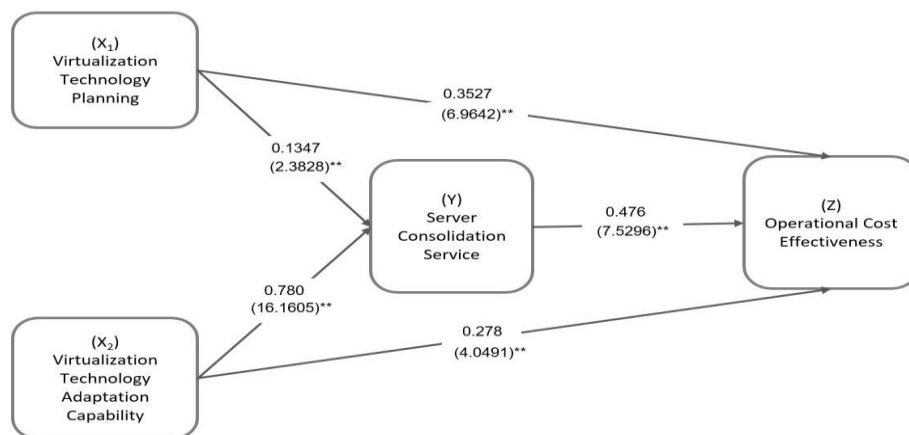 (X₁)
Virtualization
Technology
Planning
0.3527
(6.9642)**
0.1347
(2.3828)**
(Y)
Server
Consolidation
Service
0.476
(7.5296)**
(Z)
Operational Cost
Effectiveness
0.780
(16.1605)**
0.278
(4.0491)**
(X₂)
Virtualization
Technology
Adaptation
Capability